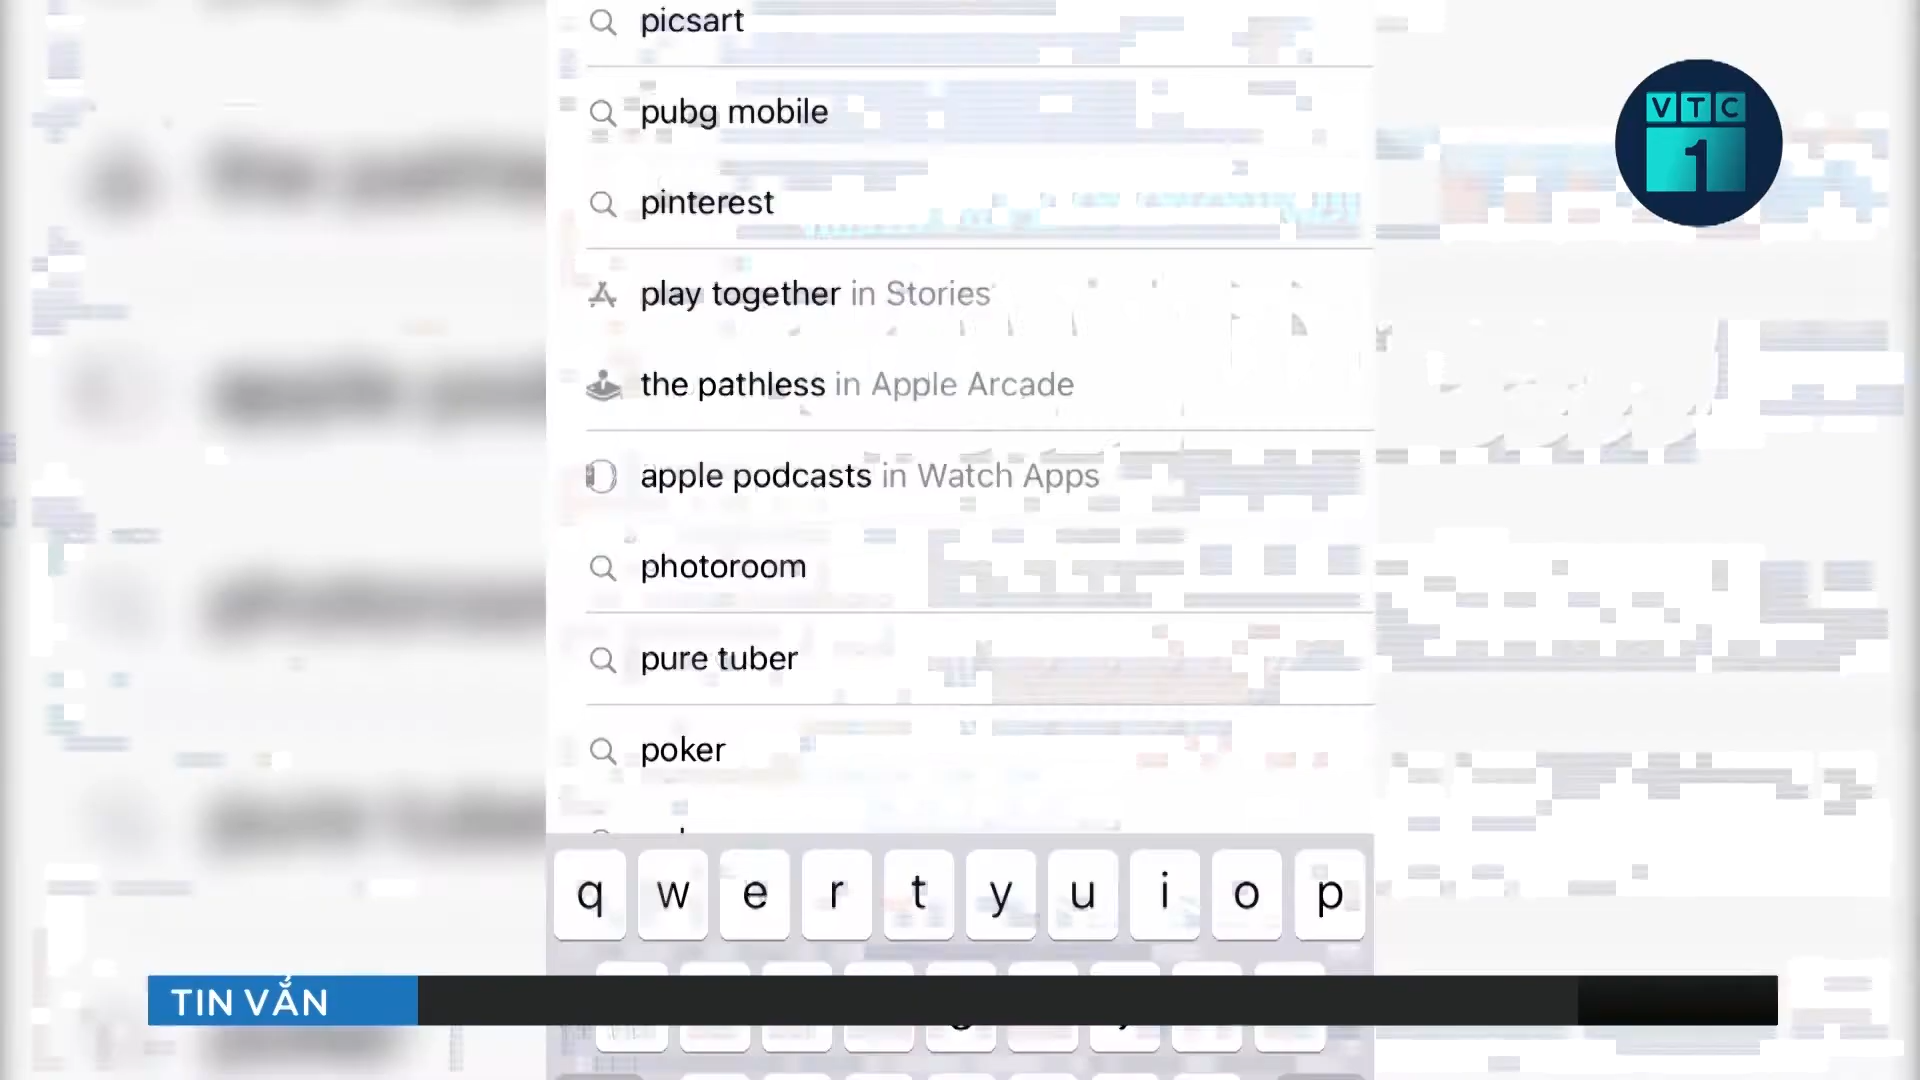 picsart
pubg mobile
pinterest
play together in Stories
the pathless in Apple Arcade
apple podcasts in Watch Apps
photoroom
pure tuber
poker
q w e r t y u i o p
VTC
1
TIN VẮN